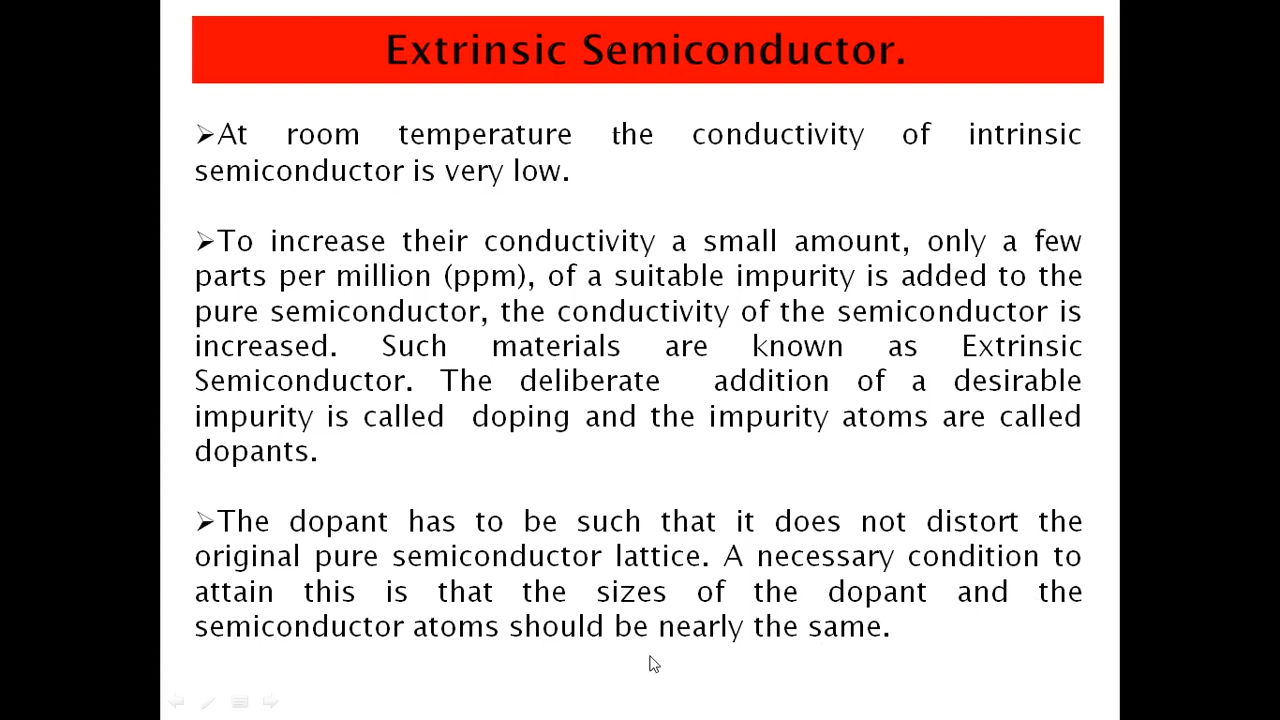 Extrinsic Semiconductor.
➢At room temperature the conductivity of intrinsic
semiconductor is very low.
➢To increase their conductivity a small amount, only a few
parts per million (ppm), of a suitable impurity is added to the
pure semiconductor, the conductivity of the semiconductor is
increased. Such materials are known as Extrinsic
Semiconductor. The deliberate addition of a desirable
impurity is called doping and the impurity atoms are called
dopants.
➢The dopant has to be such that it does not distort the
original pure semiconductor lattice. A necessary condition to
attain this is that the sizes of the dopant and the
semiconductor atoms should be nearly the same.